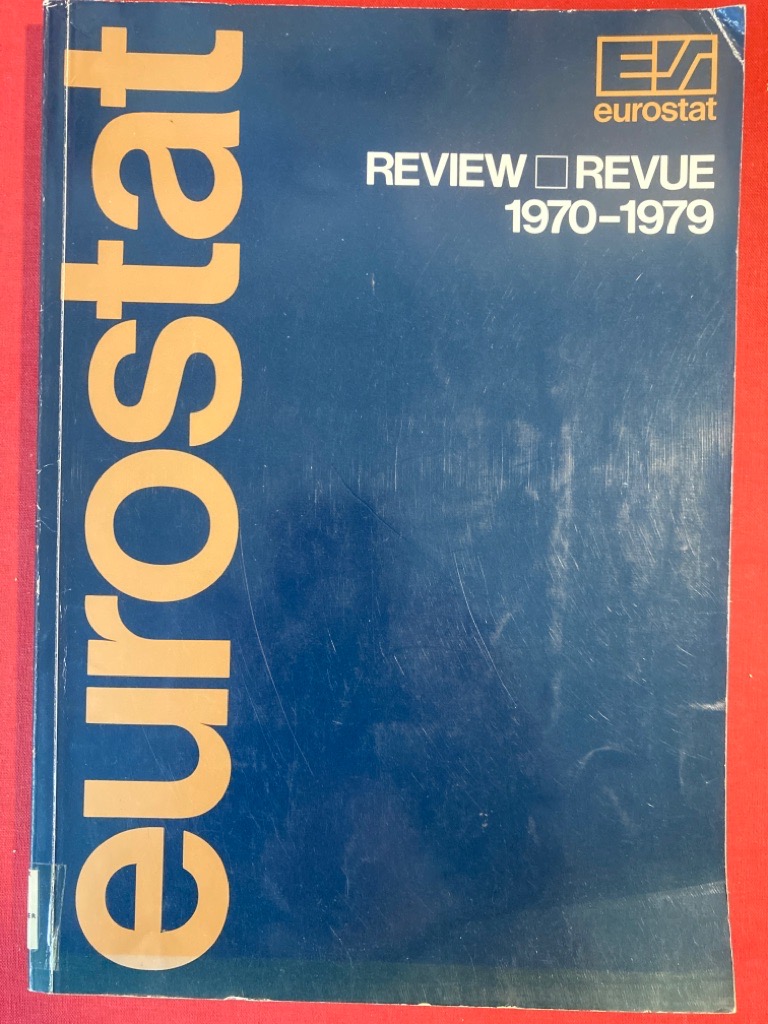 eurostat
eurostat
REVIEW □ REVUE
1970–1979